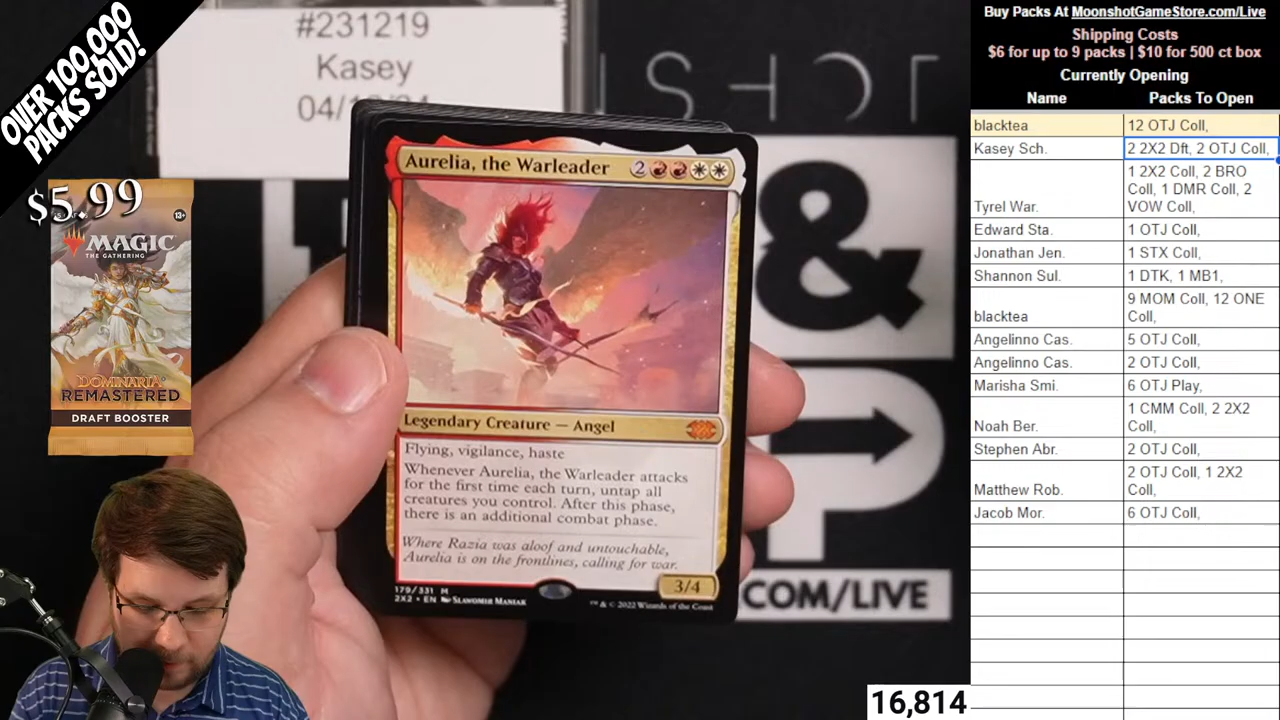 OVER 100,000
PACKS SOLD!
#231219
Kasey
$5.99
13+
MAGIC
THE GATHERING
DOMINARIA
REMASTERED
DRAFT BOOSTER
Aurelia, the Warleader 2
Legendary Creature — Angel
Flying, vigilance, haste
Whenever Aurelia, the Warleader attacks
for the first time each turn, untap all
creatures you control. After this phase,
there is an additional combat phase.
Where Razia was aloof and untouchable,
Aurelia is on the frontlines, calling for war.
3/4
179/331 M
2X2 • EN Slawomir Maniak
™ & © 2022 Wizards of the Coast
&
COM/LIVE
16,814
Buy Packs At MoonshotGameStore.com/Live
Shipping Costs
$6 for up to 9 packs | $10 for 500 ct box
Currently Opening
Name Packs To Open
blacktea 12 OTJ Coll,
Kasey Sch. 2 2X2 Dft, 2 OTJ Coll,
1 2X2 Coll, 2 BRO
Coll, 1 DMR Coll, 2
Tyrel War. VOW Coll,
Edward Sta. 1 OTJ Coll,
Jonathan Jen. 1 STX Coll,
Shannon Sul. 1 DTK, 1 MB1,
9 MOM Coll, 12 ONE
blacktea Coll,
Angelinno Cas. 5 OTJ Coll,
Angelinno Cas. 2 OTJ Coll,
Marisha Smi. 6 OTJ Play,
1 CMM Coll, 2 2X2
Noah Ber. Coll,
Stephen Abr. 2 OTJ Coll,
2 OTJ Coll, 1 2X2
Matthew Rob. Coll,
Jacob Mor. 6 OTJ Coll,